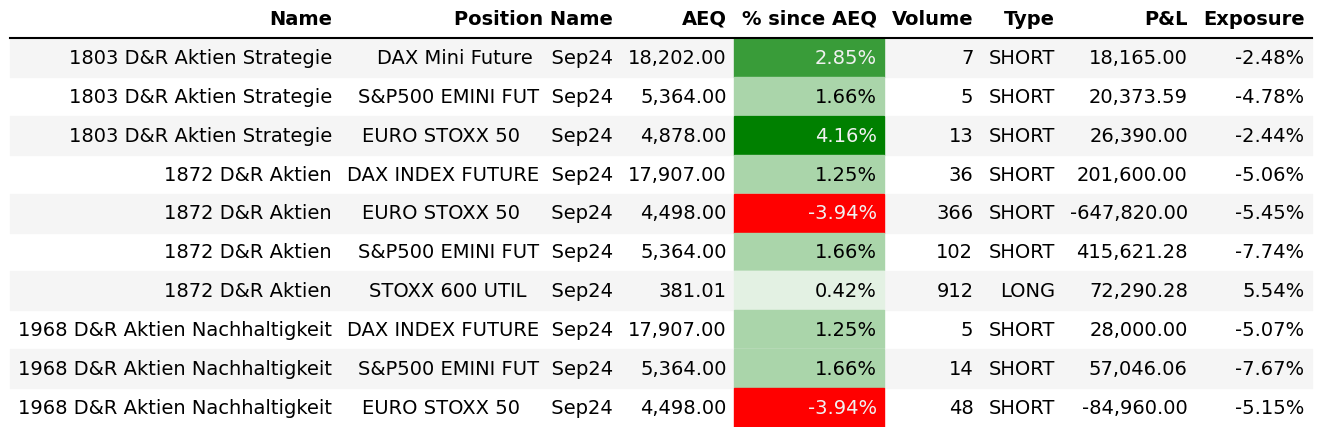 Name Position Name AEQ % since AEQ Volume Type P&L Exposure
1803 D&R Aktien Strategie DAX Mini Future Sep24 18,202.00 2.85% 7 SHORT 18,165.00 -2.48%
1803 D&R Aktien Strategie S&P500 EMINI FUT Sep24 5,364.00 1.66% 5 SHORT 20,373.59 -4.78%
1803 D&R Aktien Strategie EURO STOXX 50 Sep24 4,878.00 4.16% 13 SHORT 26,390.00 -2.44%
1872 D&R Aktien DAX INDEX FUTURE Sep24 17,907.00 1.25% 36 SHORT 201,600.00 -5.06%
1872 D&R Aktien EURO STOXX 50 Sep24 4,498.00 -3.94% 366 SHORT -647,820.00 -5.45%
1872 D&R Aktien S&P500 EMINI FUT Sep24 5,364.00 1.66% 102 SHORT 415,621.28 -7.74%
1872 D&R Aktien STOXX 600 UTIL Sep24 381.01 0.42% 912 LONG 72,290.28 5.54%
1968 D&R Aktien Nachhaltigkeit DAX INDEX FUTURE Sep24 17,907.00 1.25% 5 SHORT 28,000.00 -5.07%
1968 D&R Aktien Nachhaltigkeit S&P500 EMINI FUT Sep24 5,364.00 1.66% 14 SHORT 57,046.06 -7.67%
1968 D&R Aktien Nachhaltigkeit EURO STOXX 50 Sep24 4,498.00 -3.94% 48 SHORT -84,960.00 -5.15%